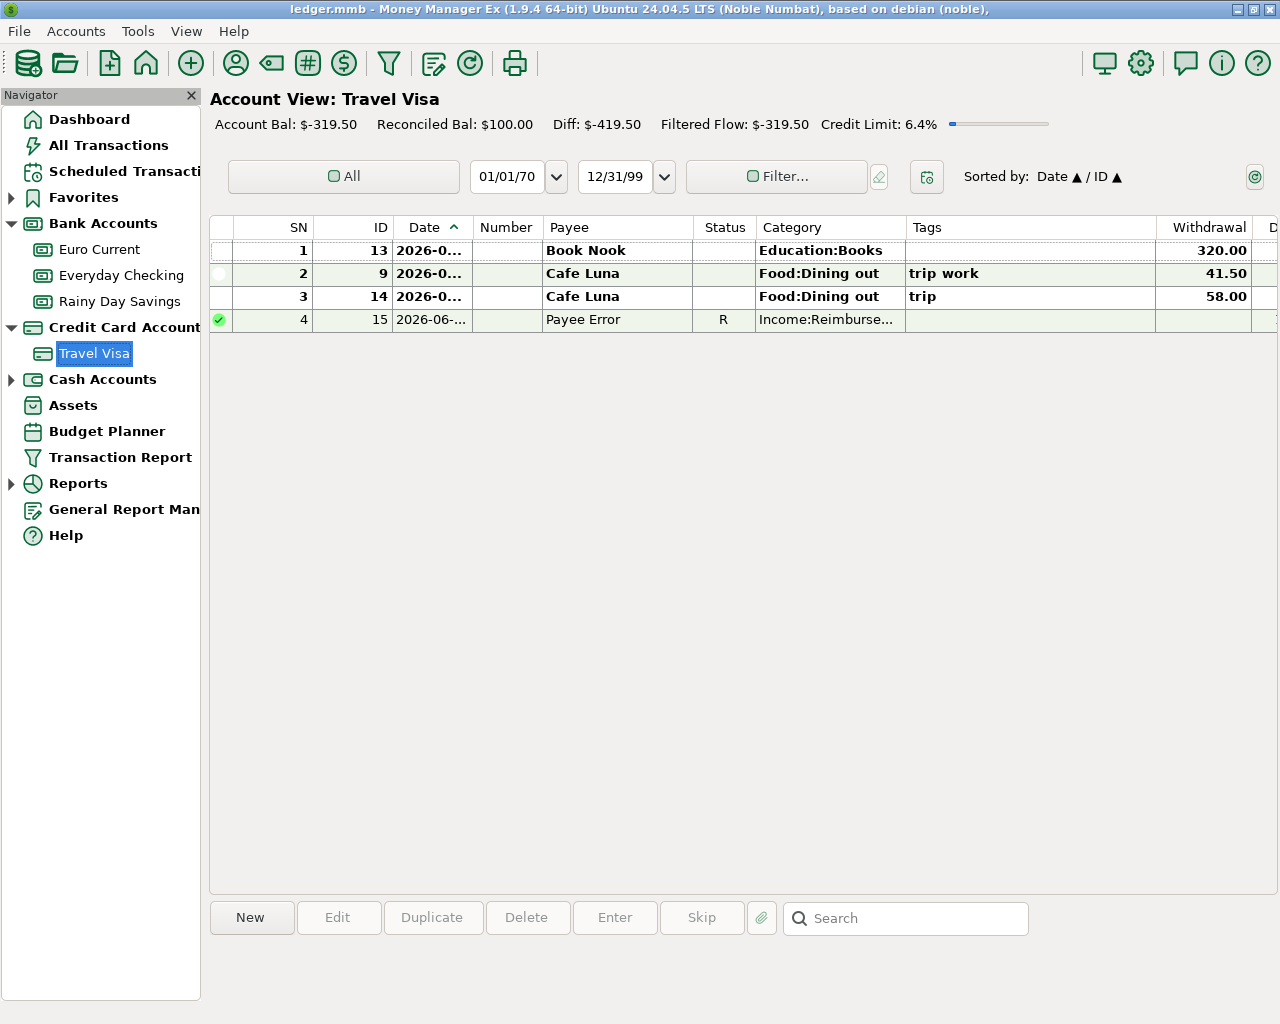 ledger.mmb - Money Manager Ex (1.9.4 64-bit) Ubuntu 24.04.5 LTS (Noble Numbat), based on debian (noble),
File Accounts Tools View Help
Navigator
Dashboard
All Transactions
Scheduled Transacti
Favorites
Bank Accounts
Euro Current
Everyday Checking
Rainy Day Savings
Credit Card Account
Travel Visa
Cash Accounts
Assets
Budget Planner
Transaction Report
Reports
General Report Man
Help
Account View: Travel Visa
Account Bal: $-319.50 Reconciled Bal: $100.00 Diff: $-419.50 Filtered Flow: $-319.50 Credit Limit: 6.4%
All 01/01/70 12/31/99 Filter... Sorted by: Date ▲ / ID ▲
SN ID Date Number Payee Status Category Tags Withdrawal D
1 13 2026-0... Book Nook Education:Books 320.00
2 9 2026-0... Cafe Luna Food:Dining out trip work 41.50
3 14 2026-0... Cafe Luna Food:Dining out trip 58.00
4 15 2026-06-... Payee Error R Income:Reimburse...
New Edit Duplicate Delete Enter Skip Search